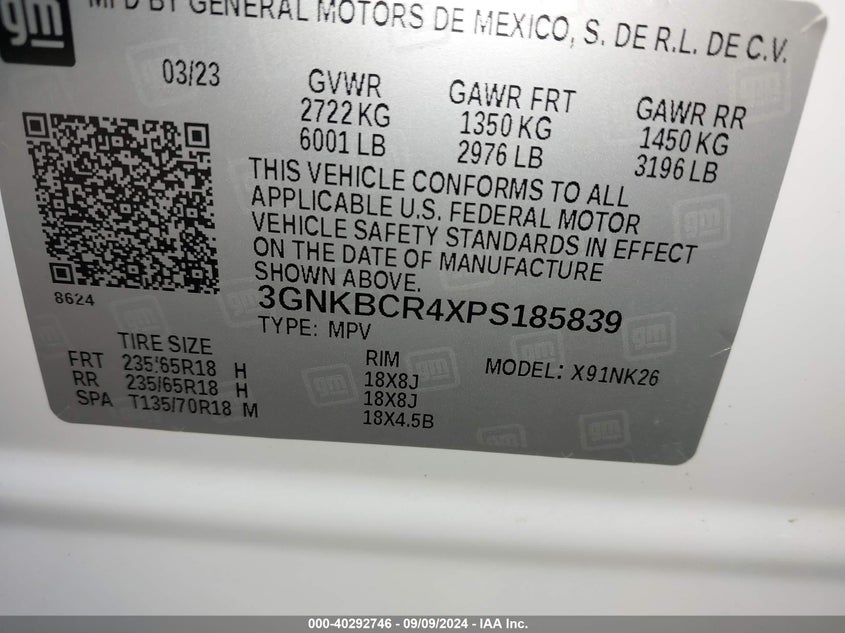 gm
MFD BY GENERAL MOTORS DE MEXICO, S. DE R.L. DE C.V.
03/23
GVWR
2722 KG
6001 LB
GAWR FRT
1350 KG
2976 LB
GAWR RR
1450 KG
3196 LB
THIS VEHICLE CONFORMS TO ALL
APPLICABLE U.S. FEDERAL MOTOR
VEHICLE SAFETY STANDARDS IN EFFECT
ON THE DATE OF MANUFACTURE
SHOWN ABOVE.
8624
3GNKBCR4XPS185839
TYPE: MPV
TIRE SIZE
FRT 235/65R18 H
RR 235/65R18 H
SPA T135/70R18 M
RIM
18X8J
18X8J
18X4.5B
MODEL: X91NK26
000-40292746 - 09/09/2024 - IAA Inc.